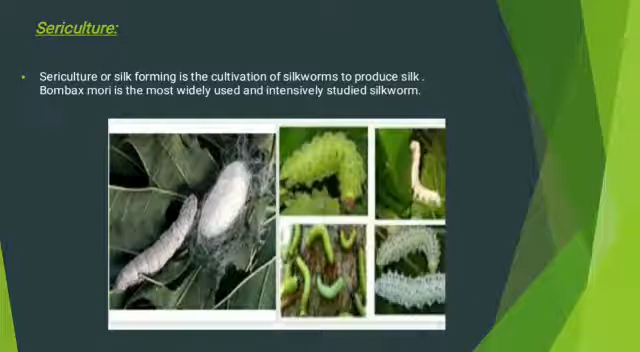 Sericulture:
• Sericulture or silk forming is the cultivation of silkworms to produce silk .
Bombax mori is the most widely used and intensively studied silkworm.